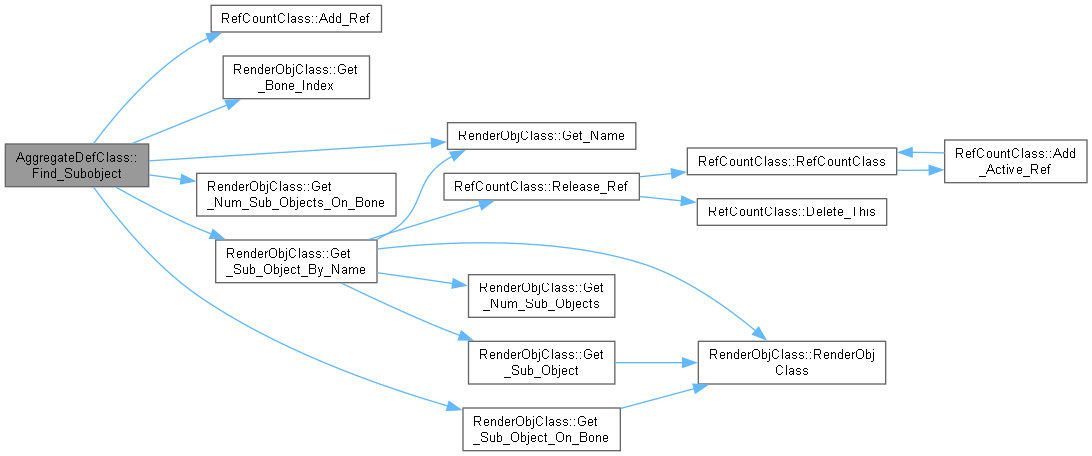 RefCountClass::Add_Ref
RenderObjClass::Get
_Bone_Index
AggregateDefClass::
Find_Subobject
RenderObjClass::Get_Name
RenderObjClass::Get
_Num_Sub_Objects_On_Bone
RefCountClass::Release_Ref
RefCountClass::RefCountClass
RefCountClass::Add
_Active_Ref
RefCountClass::Delete_This
RenderObjClass::Get
_Sub_Object_By_Name
RenderObjClass::Get
_Num_Sub_Objects
RenderObjClass::Get
_Sub_Object
RenderObjClass::RenderObj
Class
RenderObjClass::Get
_Sub_Object_On_Bone